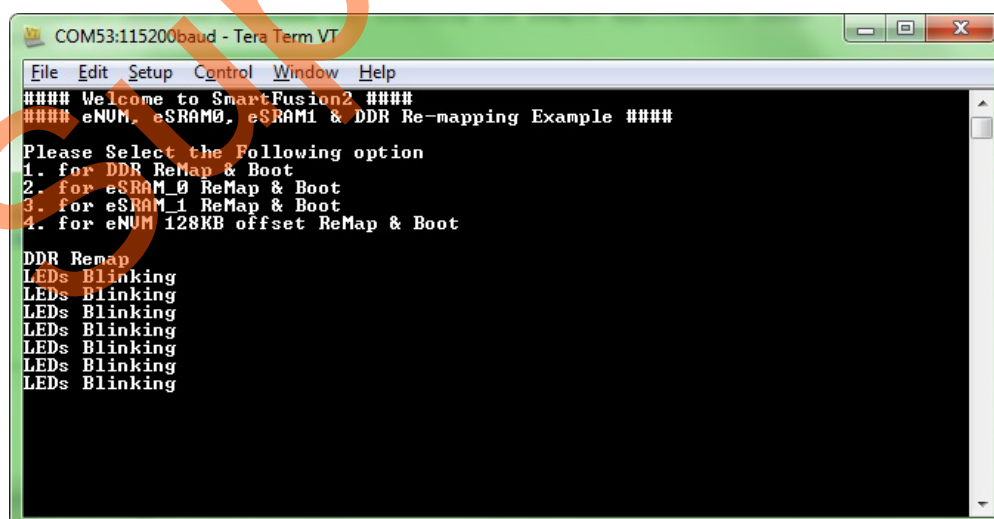 COM53:115200baud - Tera Term VT
File Edit Setup Control Window Help
#### Welcome to SmartFusion2 ####
#### eNVM, eSRAM0, eSRAM1 & DDR Re-mapping Example ####
Please Select the Following option
1. for DDR ReMap & Boot
2. for eSRAM_0 ReMap & Boot
3. for eSRAM_1 ReMap & Boot
4. for eNVM 128KB offset ReMap & Boot
DDR Remap
LEDs Blinking
LEDs Blinking
LEDs Blinking
LEDs Blinking
LEDs Blinking
LEDs Blinking
LEDs Blinking